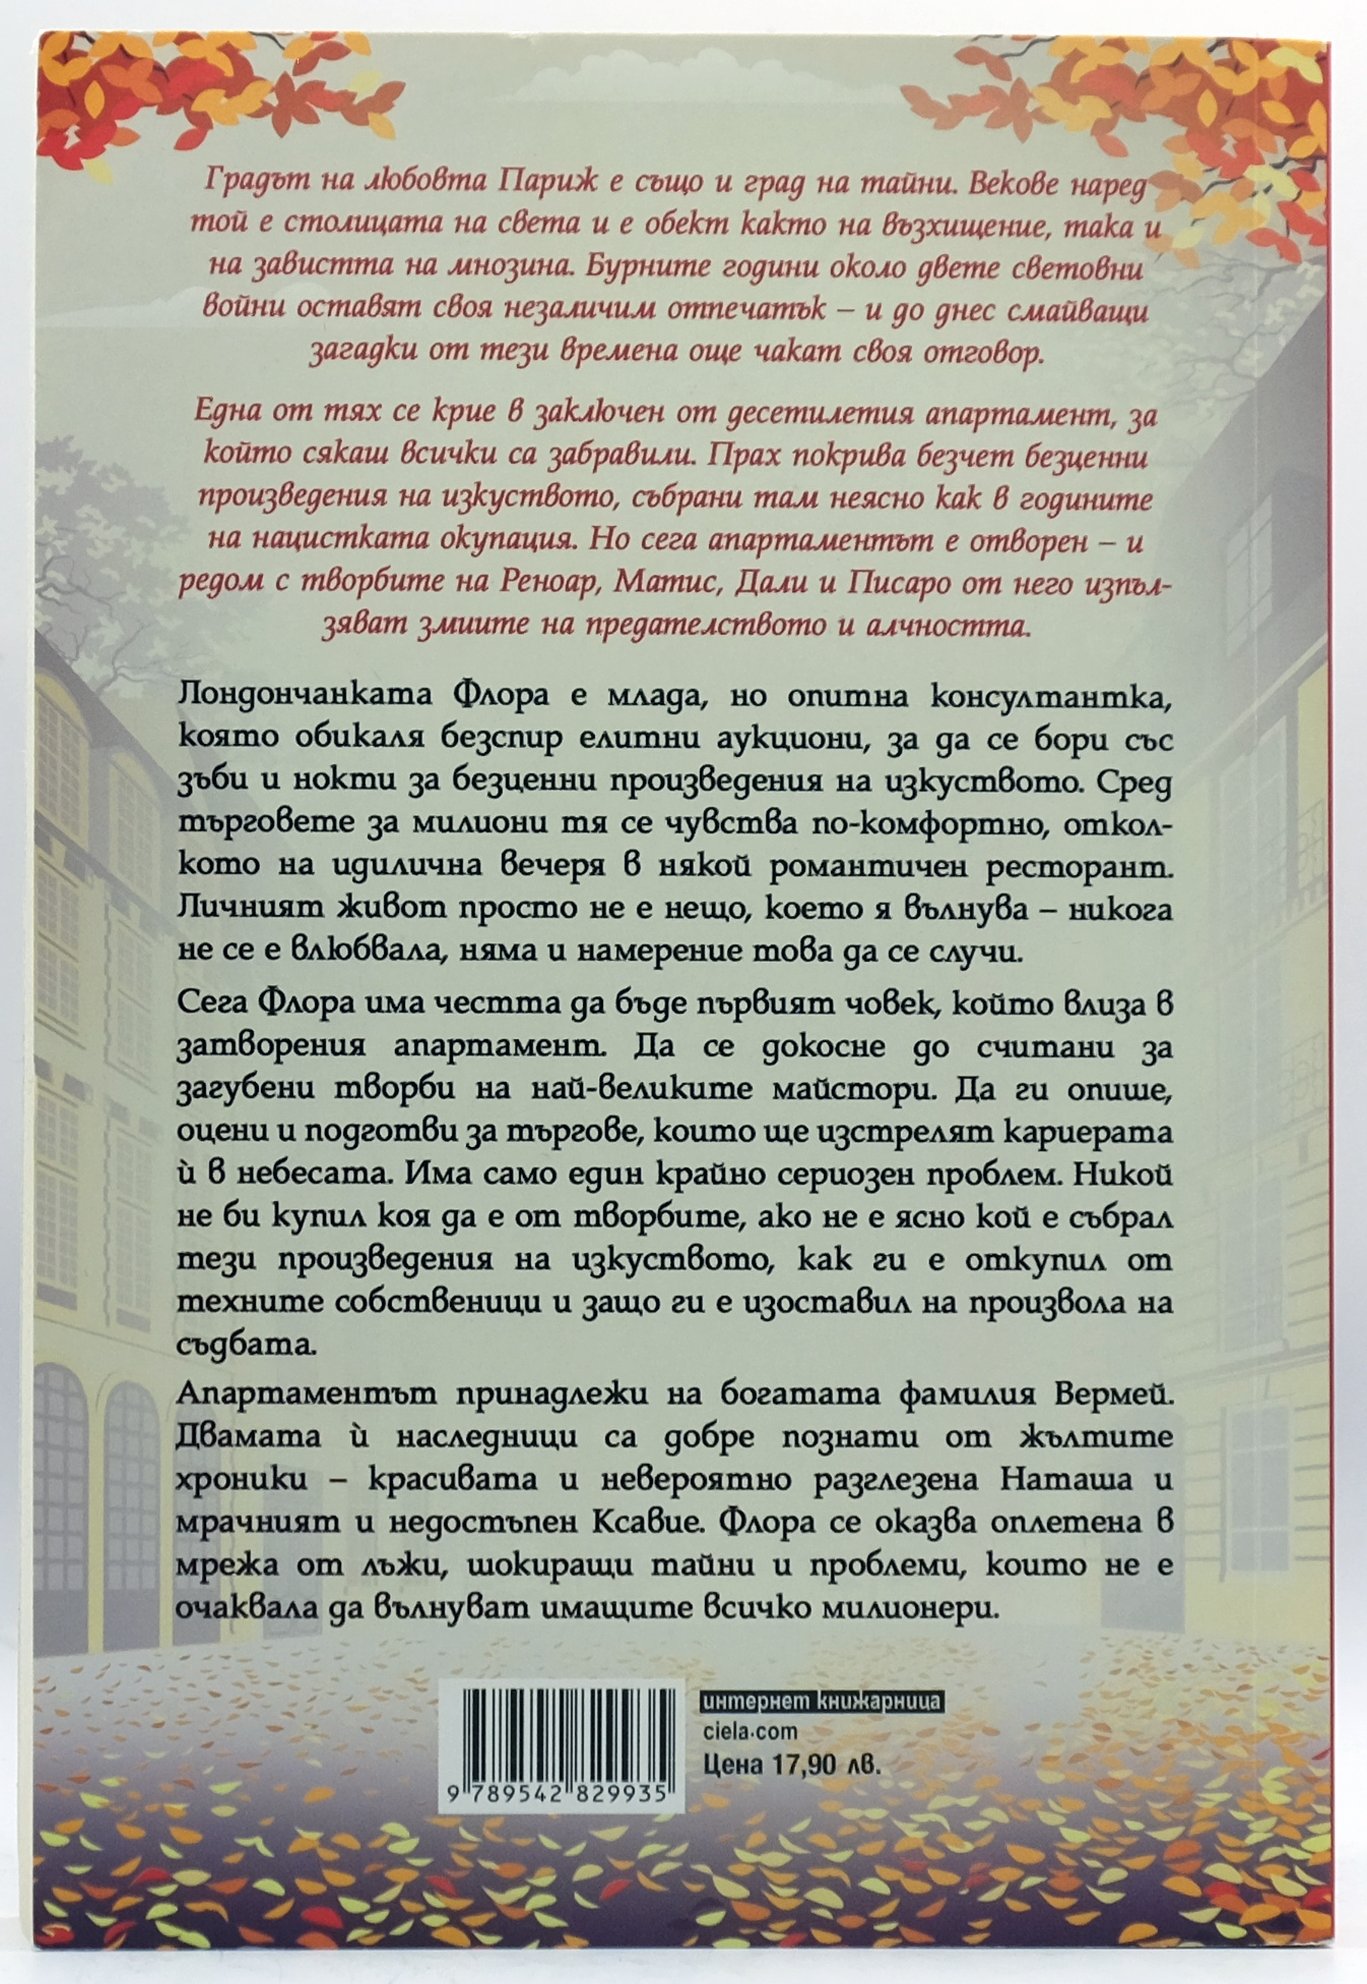 Градът на любовта Париж е също и град на тайни. Векове наред
той е столицата на света и е обект както на възхищение, така и
на завистта на мнозина. Бурните години около двете световни
войни оставят своя незаличим отпечатък – и до днес смайващи
загадки от тези времена още чакат своя отговор.
Една от тях се крие в заключен от десетилетия апартамент, за
който сякаш всички са забравили. Прах покрива безчет безценни
произведения на изкуството, събрани там неясно как в годините
на нацистката окупация. Но сега апартаментът е отворен – и
редом с творбите на Реноар, Матис, Дали и Писаро от него изпъл-
зяват змиите на предателството и алчността.
Лондончанката Флора е млада, но опитна консултантка,
която обикаля безспир елитни аукциони, за да се бори със
зъби и нокти за безценни произведения на изкуството. Сред
търговете за милиони тя се чувства по-комфортно, откол-
кото на идилична вечеря в някой романтичен ресторант.
Личният живот просто не е нещо, което я вълнува – никога
не се е влюбвала, няма и намерение това да се случи.
Сега Флора има честта да бъде първият човек, който влиза в
затворения апартамент. Да се докосне до считани за
загубени творби на най-великите майстори. Да ги опише,
оцени и подготви за търгове, които ще изстрелят кариерата
ѝ в небесата. Има само един крайно сериозен проблем. Никой
не би купил коя да е от творбите, ако не е ясно кой е събрал
тези произведения на изкуството, как ги е откупил от
техните собственици и защо ги е изоставил на произвола на
съдбата.
Апартаментът принадлежи на богатата фамилия Вермей.
Двамата ѝ наследници са добре познати от жълтите
хроники – красивата и невероятно разглезена Наташа и
мрачният и недостъпен Ксавие. Флора се оказва оплетена в
мрежа от лъжи, шокиращи тайни и проблеми, които не е
очаквала да вълнуват имащите всичко милионери.
интернет книжарница
ciela.com
Цена 17,90 лв.
9 789542 829935